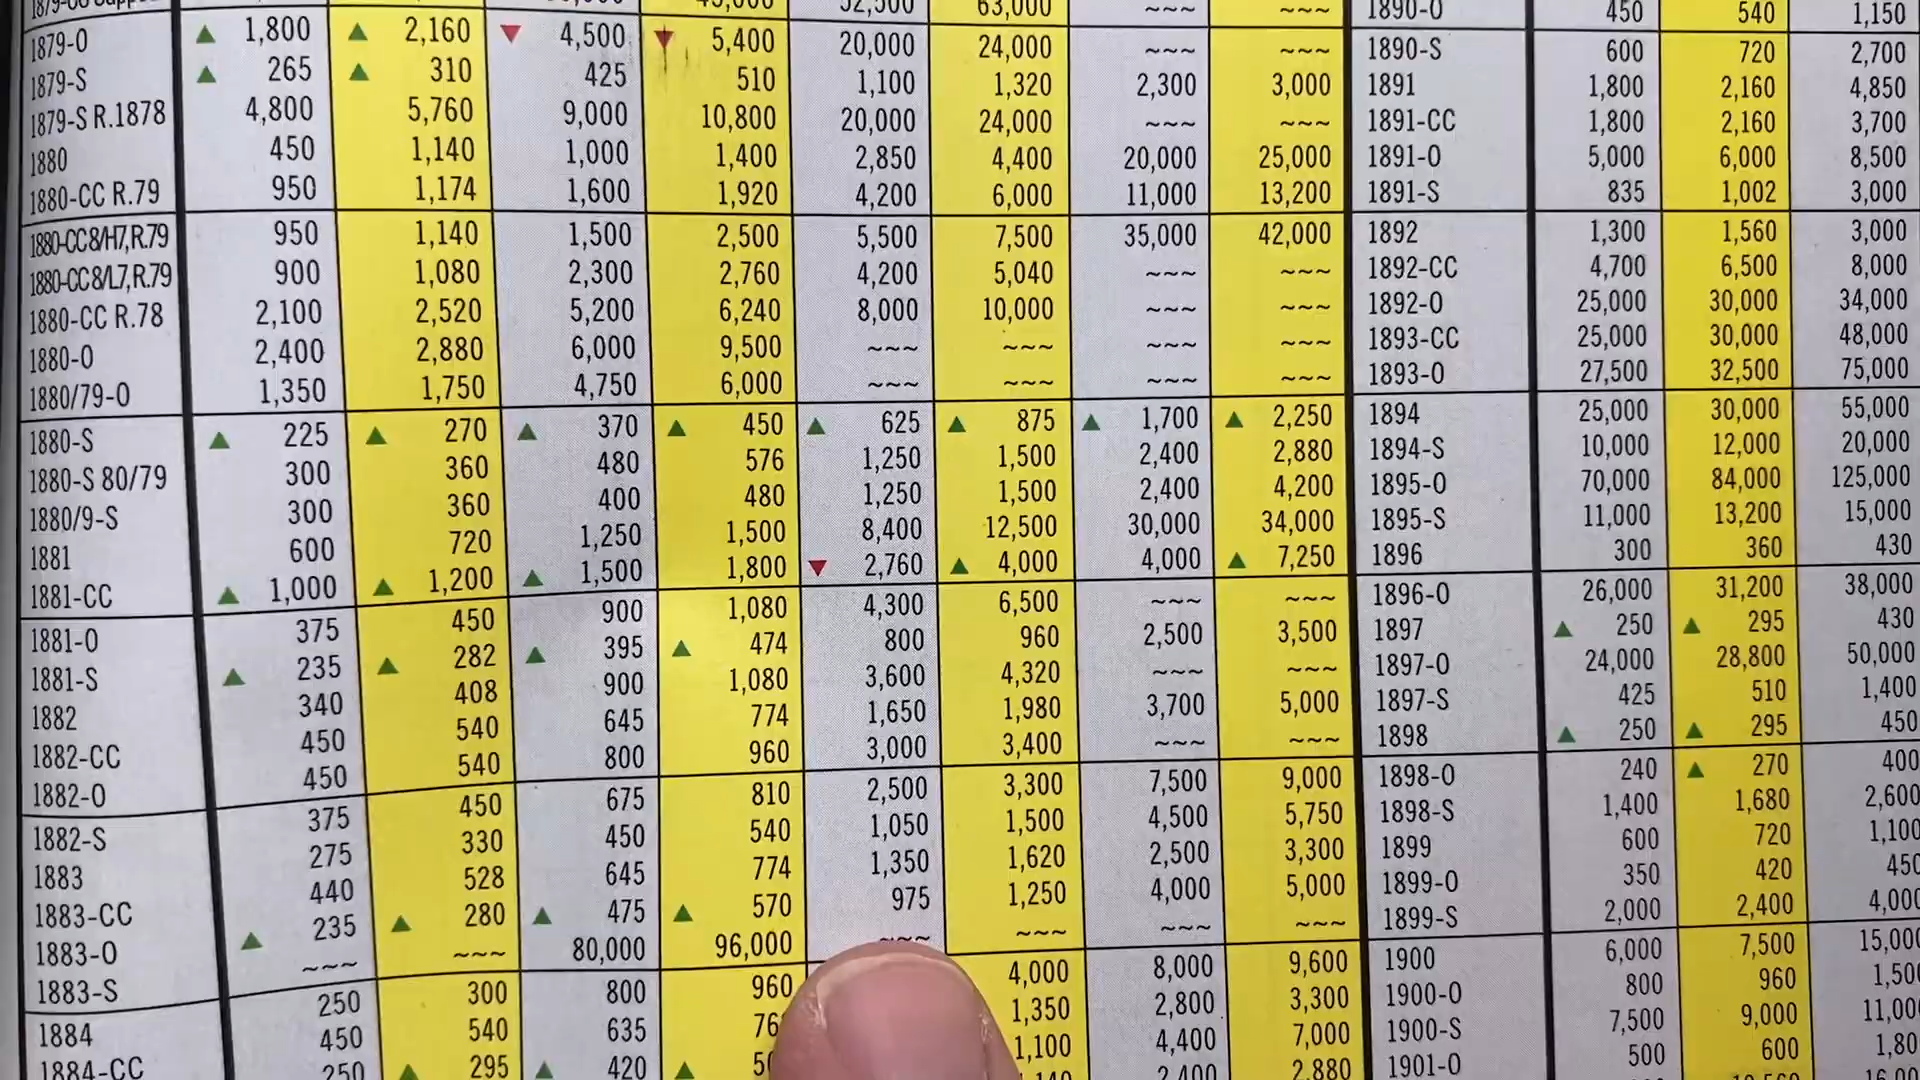 52,500 63,000 ~~~ ~~~ 1890-O 450 540 1,150
1879-O ▲ 1,800 ▲ 2,160 ▼ 4,500 ▼ 5,400 20,000 24,000 ~~~ ~~~ 1890-S 600 720 2,700
1879-S ▲ 265 ▲ 310 425 510 1,100 1,320 2,300 3,000 1891 1,800 2,160 4,850
1879-S R.1878 4,800 5,760 9,000 10,800 20,000 24,000 ~~~ ~~~ 1891-CC 1,800 2,160 3,700
1880 450 1,140 1,000 1,400 2,850 4,400 20,000 25,000 1891-O 5,000 6,000 8,500
1880-CC R.79 950 1,174 1,600 1,920 4,200 6,000 11,000 13,200 1891-S 835 1,002 3,000
1880-CC8/H7,R.79 950 1,140 1,500 2,500 5,500 7,500 35,000 42,000 1892 1,300 1,560 3,000
1880-CC8/L7,R.79 900 1,080 2,300 2,760 4,200 5,040 ~~~ ~~~ 1892-CC 4,700 6,500 8,000
1880-CC R.78 2,100 2,520 5,200 6,240 8,000 10,000 ~~~ ~~~ 1892-O 25,000 30,000 34,000
1880-O 2,400 2,880 6,000 9,500 ~~~ ~~~ ~~~ ~~~ 1893-CC 25,000 30,000 48,000
1880/79-O 1,350 1,750 4,750 6,000 ~~~ ~~~ ~~~ ~~~ 1893-O 27,500 32,500 75,000
1880-S ▲ 225 ▲ 270 ▲ 370 ▲ 450 ▲ 625 ▲ 875 ▲ 1,700 ▲ 2,250 1894 25,000 30,000 55,000
1880-S 80/79 300 360 480 576 1,250 1,500 2,400 2,880 1894-S 10,000 12,000 20,000
1880/9-S 300 360 400 480 1,250 1,500 2,400 4,200 1895-O 70,000 84,000 125,000
1881 600 720 1,250 1,500 8,400 12,500 30,000 34,000 1895-S 11,000 13,200 15,000
1881-CC ▲ 1,000 ▲ 1,200 ▲ 1,500 1,800 ▼ 2,760 ▲ 4,000 4,000 ▲ 7,250 1896 300 360 430
1881-O 375 450 900 1,080 4,300 6,500 ~~~ ~~~ 1896-O 26,000 31,200 38,000
1881-S ▲ 235 ▲ 282 ▲ 395 ▲ 474 800 960 2,500 3,500 1897 ▲ 250 ▲ 295 430
1882 340 408 900 1,080 3,600 4,320 ~~~ ~~~ 1897-O 24,000 28,800 50,000
1882-CC 450 540 645 774 1,650 1,980 3,700 5,000 1897-S 425 510 1,400
1882-O 450 540 800 960 3,000 3,400 ~~~ ~~~ 1898 ▲ 250 ▲ 295 450
1882-S 375 450 675 810 2,500 3,300 7,500 9,000 1898-O 240 ▲ 270 400
1883 275 330 450 540 1,050 1,500 4,500 5,750 1898-S 1,400 1,680 2,600
1883-CC 440 528 645 774 1,350 1,620 2,500 3,300 1899 600 720 1,100
1883-O ▲ 235 ▲ 280 ▲ 475 ▲ 570 975 1,250 4,000 5,000 1899-O 350 420 450
1883-S ~~~ ~~~ 80,000 96,000 ~~~ ~~~ ~~~ ~~~ 1899-S 2,000 2,400 4,000
1884 250 300 800 960 4,000 8,000 9,600 1900 6,000 7,500 15,000
1884-CC 450 540 635 1,350 2,800 3,300 1900-O 800 960
250 ▲ 295 ▲ 420 ▲ 1,100 4,400 7,000 1900-S 7,500 9,000
2,400 2,880 1901-O 500 600